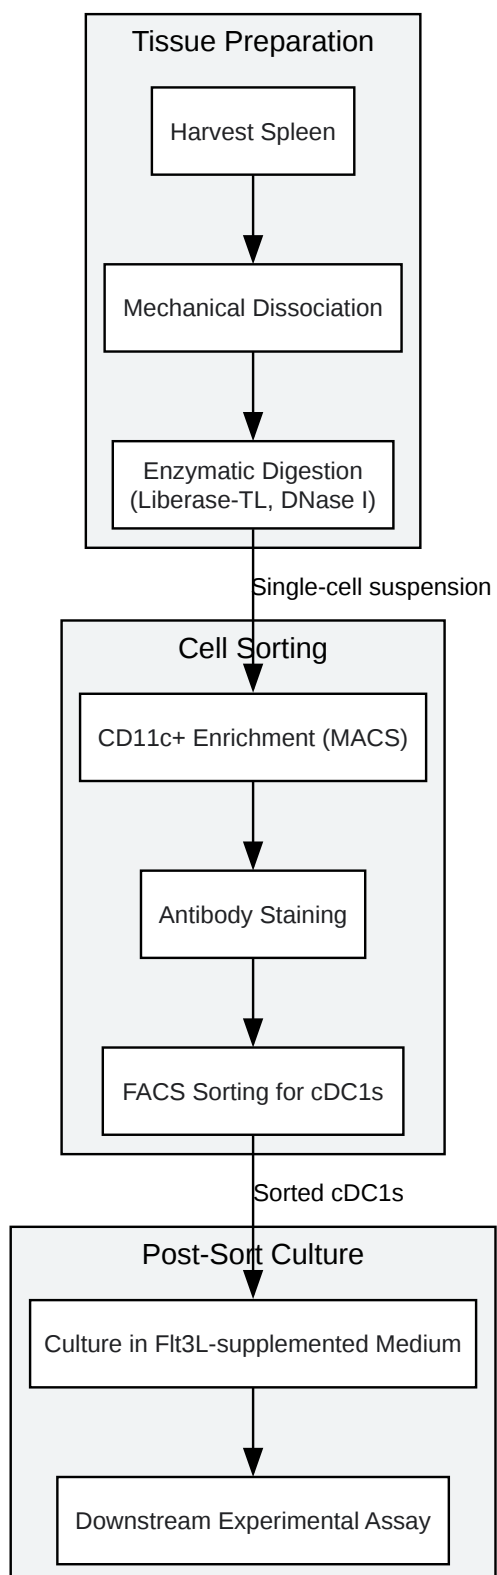 Tissue Preparation
Harvest Spleen
Mechanical Dissociation
Enzymatic Digestion
(Liberase-TL, DNase I)
Single-cell suspension
Cell Sorting
CD11c+ Enrichment (MACS)
Antibody Staining
FACS Sorting for cDC1s
Sorted cDC1s
Post-Sort Culture
Culture in Flt3L-supplemented Medium
Downstream Experimental Assay